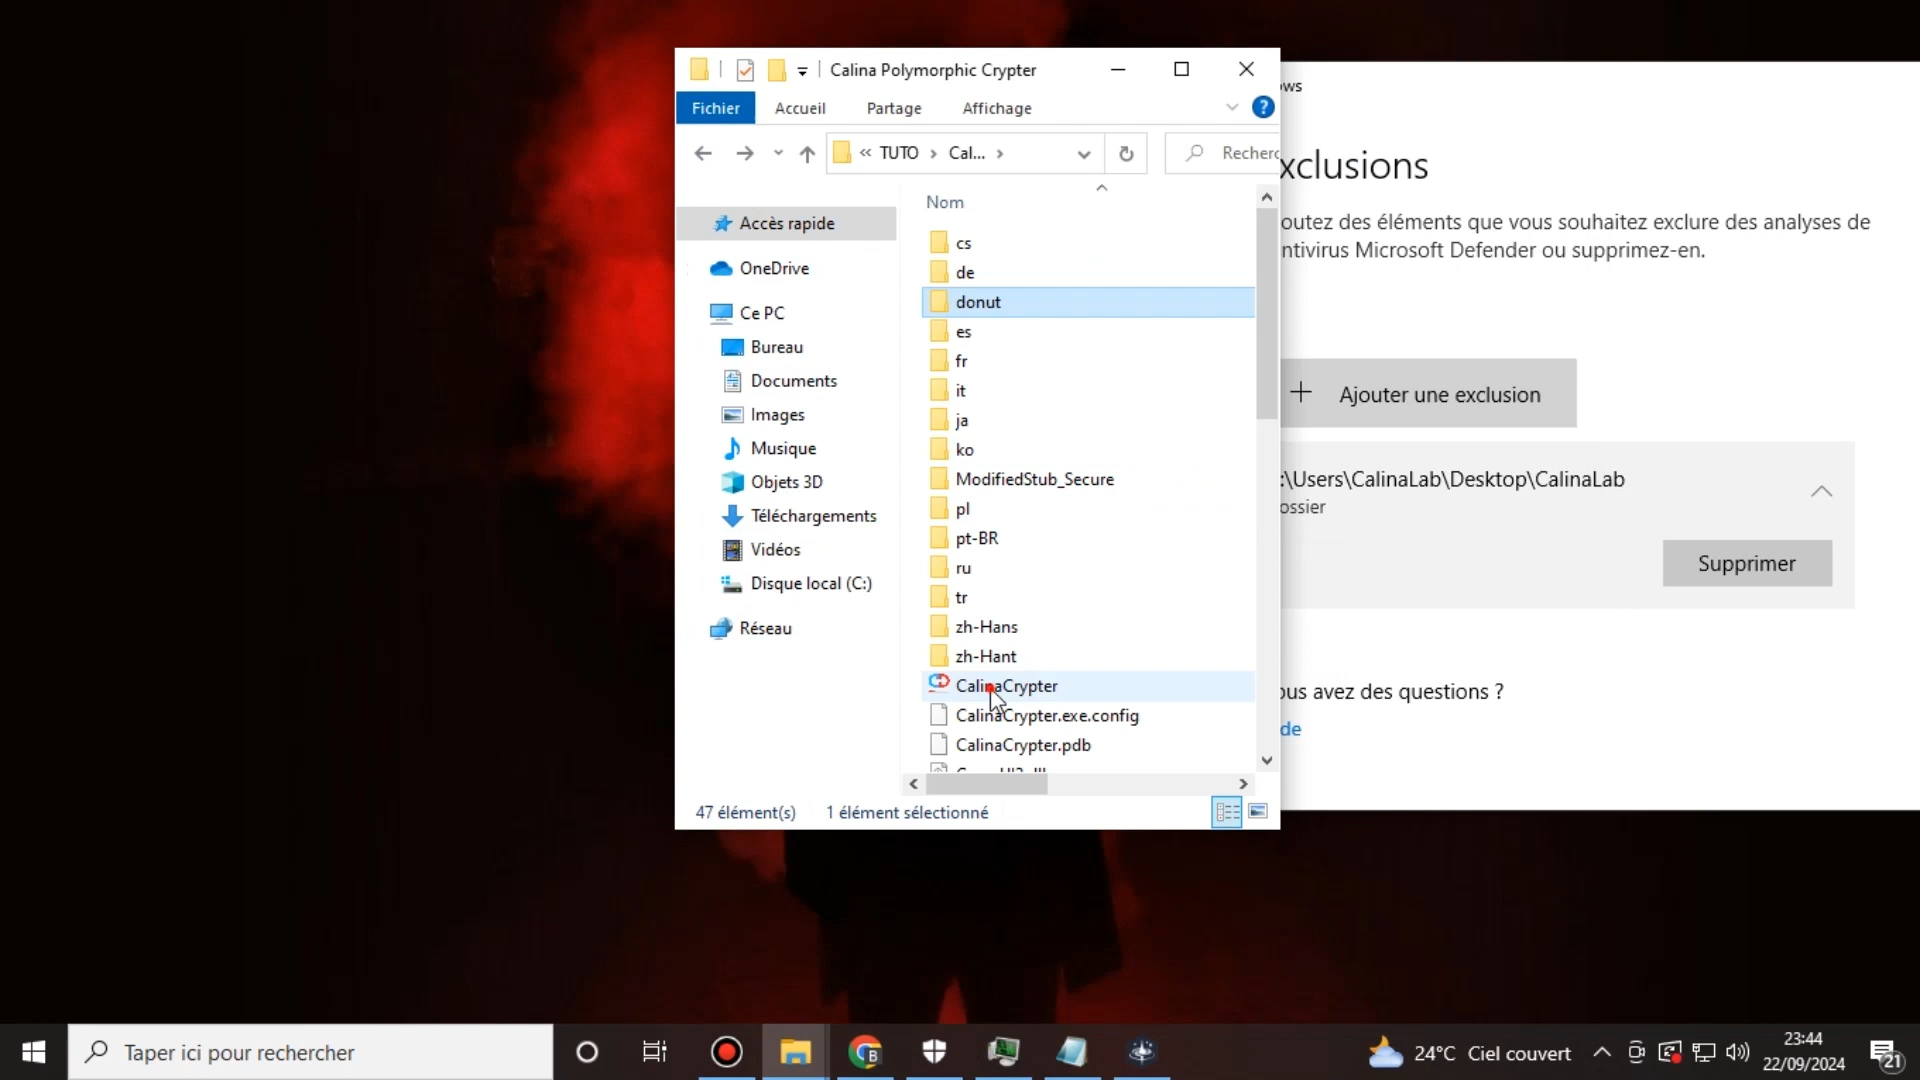 Calina Polymorphic Crypter
Fichier
Accueil
Partage
Affichage
?
« TUTO › Cal... ›
Recherc
Accès rapide
OneDrive
Ce PC
Bureau
Documents
Images
Musique
Objets 3D
Téléchargements
Vidéos
Disque local (C:)
Réseau
Nom
cs
de
donut
es
fr
it
ja
ko
ModifiedStub_Secure
pl
pt-BR
ru
tr
zh-Hans
zh-Hant
CalinaCrypter
CalinaCrypter.exe.config
CalinaCrypter.pdb
47 élément(s)
1 élément sélectionné
ows
xclusions
outez des éléments que vous souhaitez exclure des analyses de
ntivirus Microsoft Defender ou supprimez-en.
+ Ajouter une exclusion
:\Users\CalinaLab\Desktop\CalinaLab
ossier
Supprimer
ous avez des questions ?
de
Taper ici pour rechercher
B
24°C Ciel couvert
23:44
22/09/2024
21